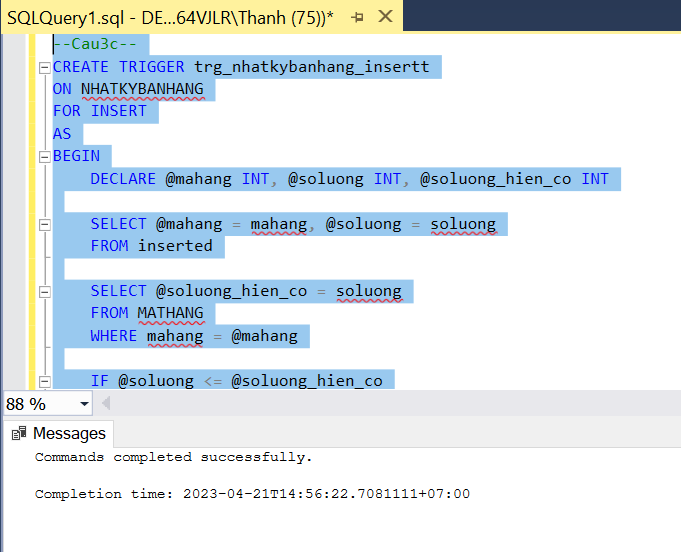 SQLQuery1.sql - DE...64VJLR\Thanh (75))*
--Cau3c--
CREATE TRIGGER trg_nhatkybanhang_insertt
ON NHATKYBANHANG
FOR INSERT
AS
BEGIN
DECLARE @mahang INT, @soluong INT, @soluong_hien_co INT
SELECT @mahang = mahang, @soluong = soluong
FROM inserted
SELECT @soluong_hien_co = soluong
FROM MATHANG
WHERE mahang = @mahang
IF @soluong <= @soluong_hien_co
88 %
Messages
Commands completed successfully.
Completion time: 2023-04-21T14:56:22.7081111+07:00